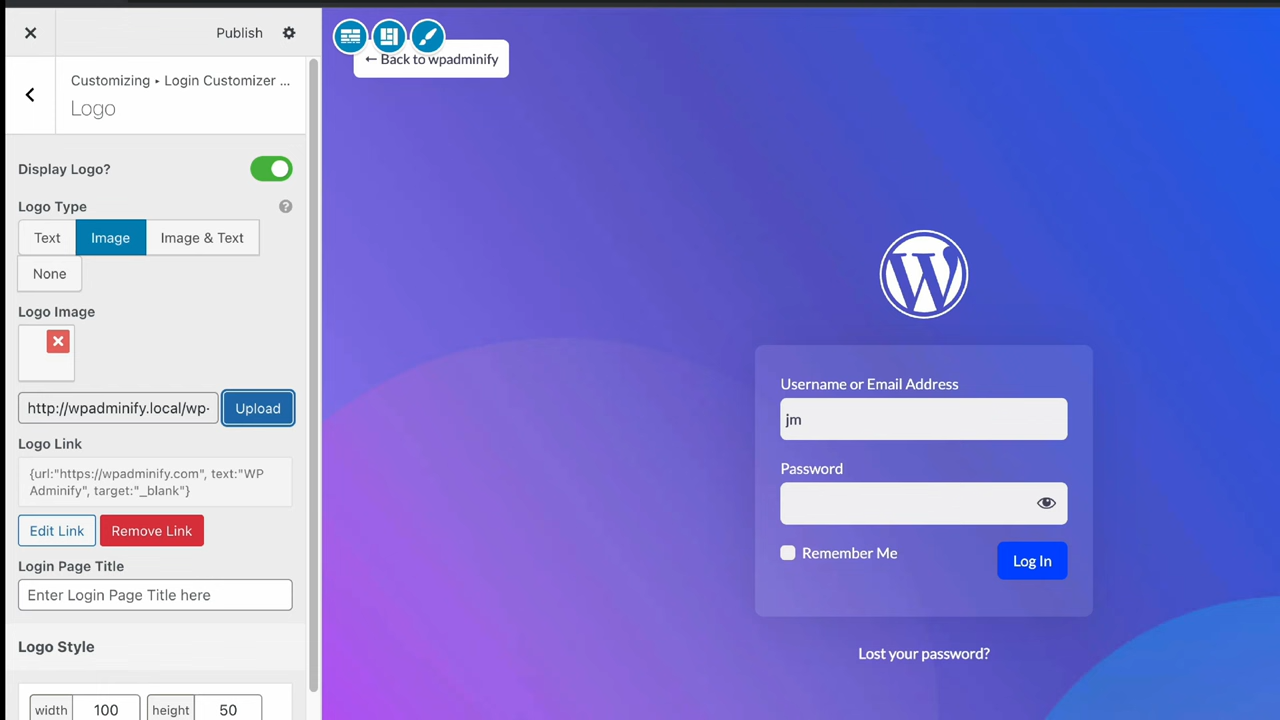 Publish
Customizing ▸ Login Customizer ...
Logo
Display Logo?
Logo Type
Text
Image
Image & Text
None
Logo Image
http://wpadminify.local/wp-
Upload
Logo Link
{url:"https://wpadminify.com", text:"WP
Adminify", target:"_blank"}
Edit Link
Remove Link
Login Page Title
Enter Login Page Title here
Logo Style
width
100
height
50
← Back to wpadminify
Username or Email Address
jm
Password
Remember Me
Log In
Lost your password?